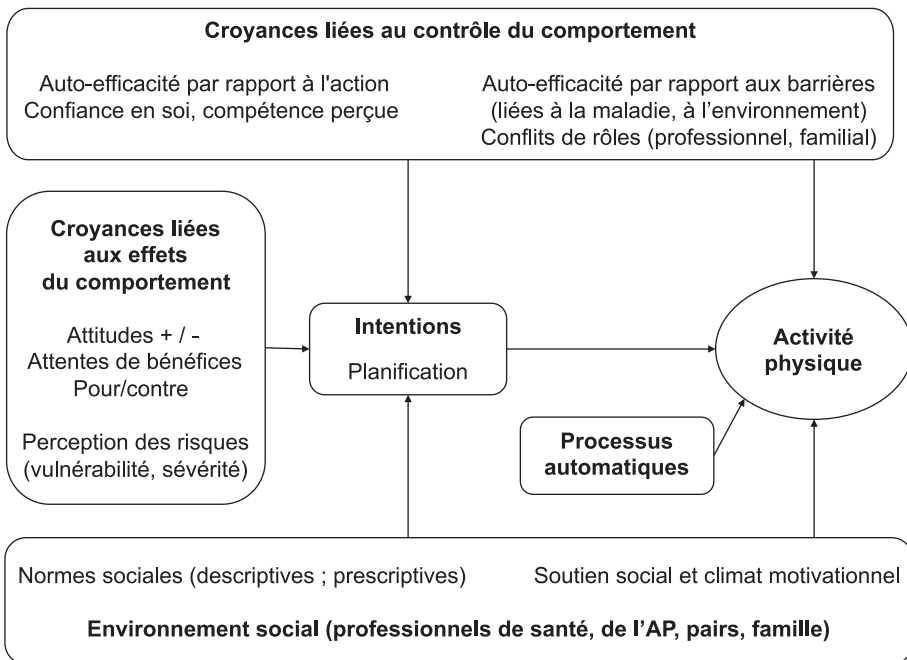 Croyances liées au contrôle du comportement
Auto-efficacité par rapport à l'action
Confiance en soi, compétence perçue
Auto-efficacité par rapport aux barrières
(liées à la maladie, à l’environnement)
Conflits de rôles (professionnel, familial)
Croyances liées
aux effets
du comportement
Attitudes + / -
Attentes de bénéfices
Pour/contre
Perception des risques
(vulnérabilité, sévérité)
Intentions
Planification
Activité
physique
Processus
automatiques
Normes sociales (descriptives ; prescriptives)
Soutien social et climat motivationnel
Environnement social (professionnels de santé, de l’AP, pairs, famille)